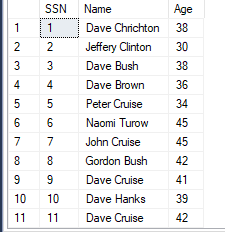 SSN Name Age
1 1 Dave Chrichton 38
2 2 Jeffery Clinton 30
3 3 Dave Bush 38
4 4 Dave Brown 36
5 5 Peter Cruise 34
6 6 Naomi Turow 45
7 7 John Cruise 45
8 8 Gordon Bush 42
9 9 Dave Cruise 41
10 10 Dave Hanks 39
11 11 Dave Cruise 42